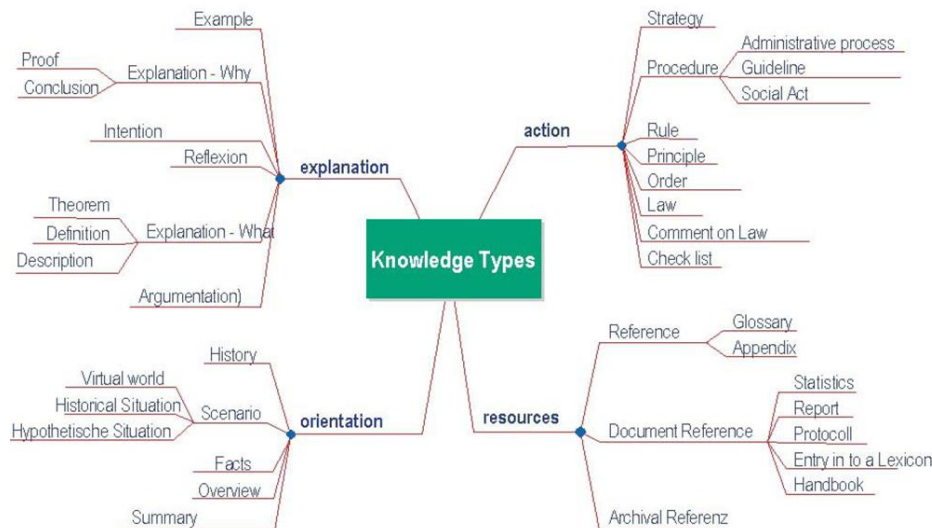 Knowledge Types
explanation
Example
Explanation - Why
Proof
Conclusion
Intention
Reflexion
Explanation - What
Theorem
Definition
Description
Argumentation)
action
Strategy
Procedure
Administrative process
Guideline
Social Act
Rule
Principle
Order
Law
Comment on Law
Check list
orientation
History
Scenario
Virtual world
Historical Situation
Hypothetische Situation
Facts
Overview
Summary
resources
Reference
Glossary
Appendix
Document Reference
Statistics
Report
Protocoll
Entry in to a Lexicon
Handbook
Archival Referenz